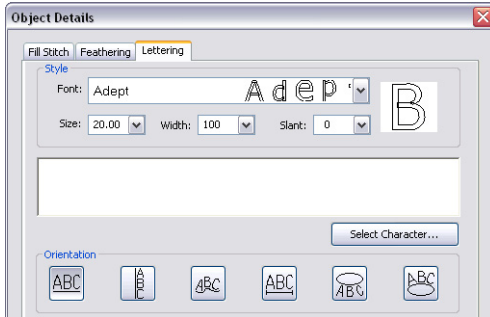 Object Details
Fill Stitch Feathering Lettering
Style
Font: Adept Adep
B
Size: 20.00 Width: 100 Slant: 0
Select Character...
Orientation
ABC ABC ABC ABC ABC ABC